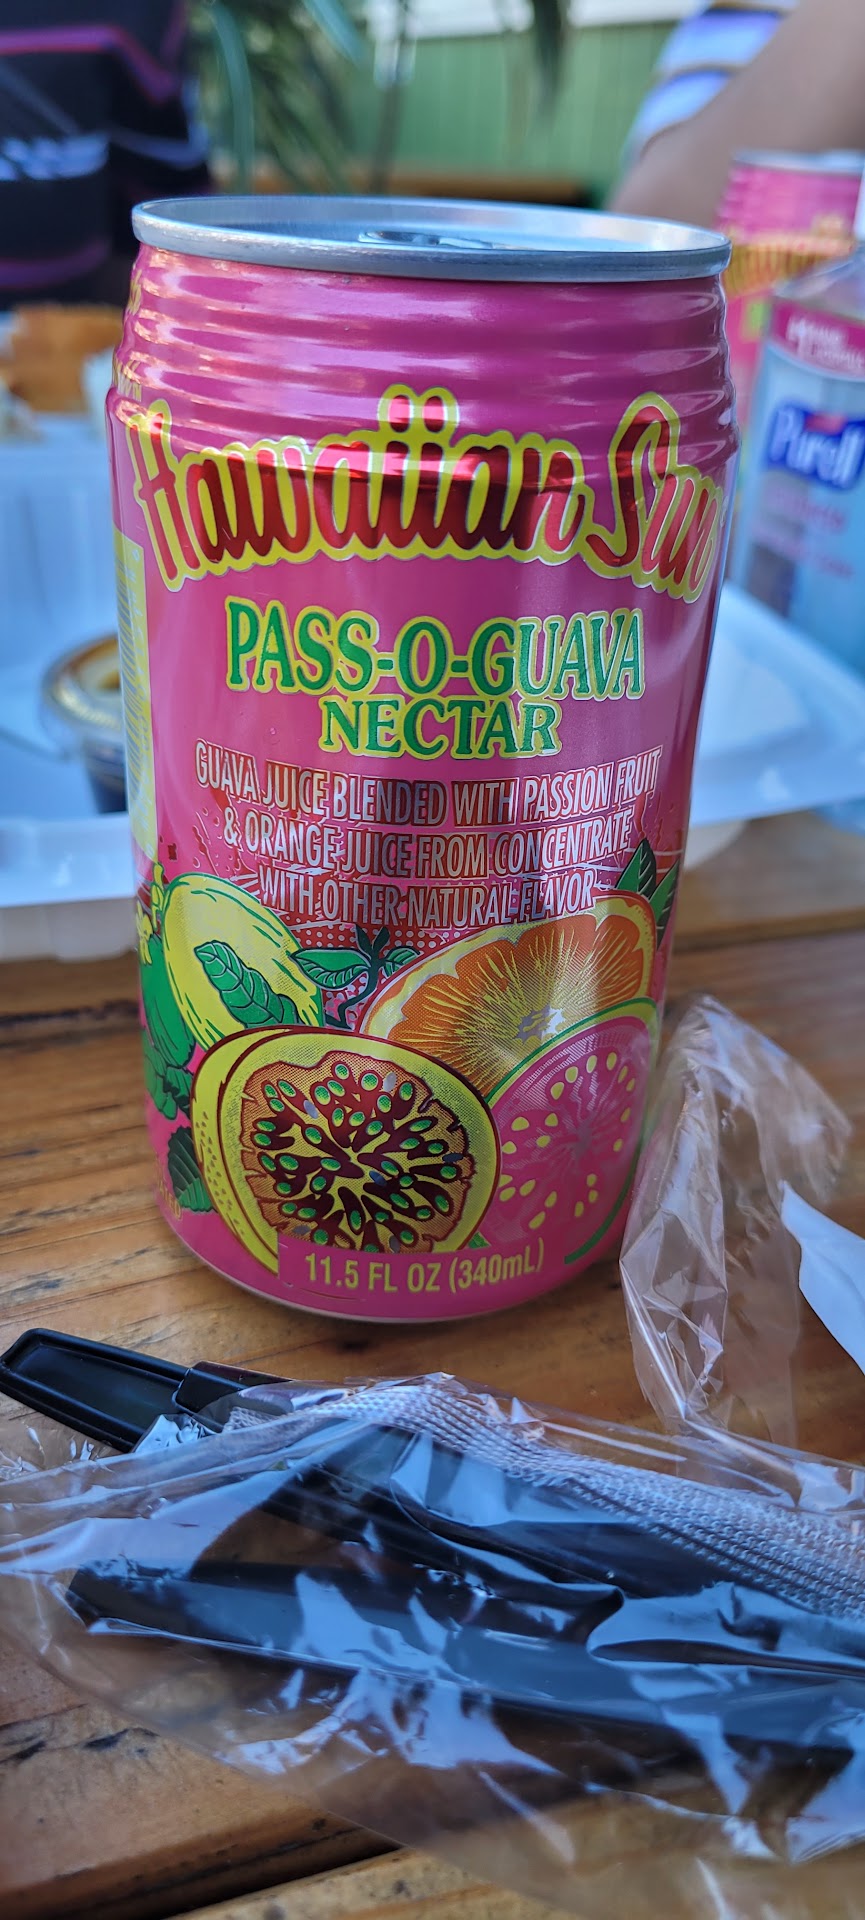 Hawaiian Sun
PASS-O-GUAVA
NECTAR
GUAVA JUICE BLENDED WITH PASSION FRUIT
& ORANGE JUICE FROM CONCENTRATE
WITH OTHER NATURAL FLAVOR
11.5 FL OZ (340mL)
Purell